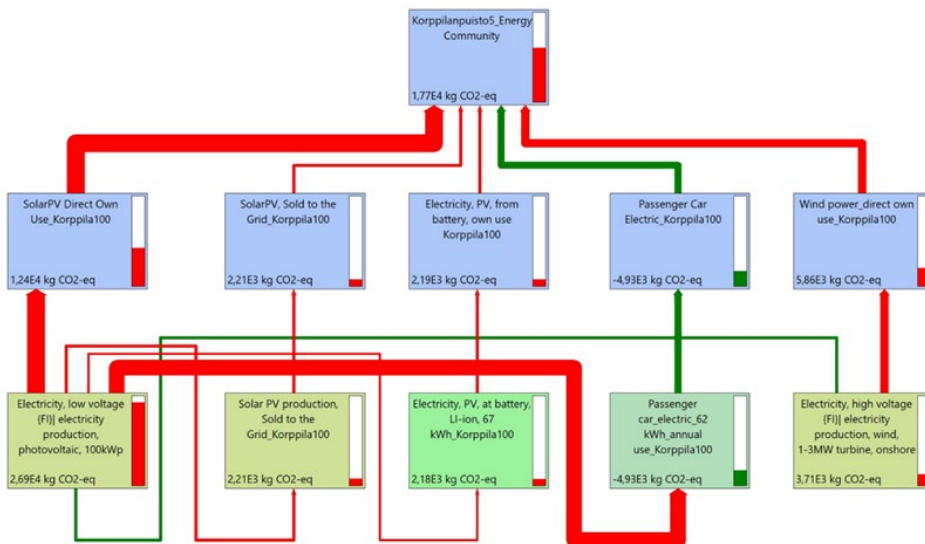 Korppilanpuisto5_Energy
Community
1,77E4 kg CO2-eq
SolarPV Direct Own
Use_Korppila100
1,24E4 kg CO2-eq
SolarPV, Sold to the
Grid_Korppila100
2,21E3 kg CO2-eq
Electricity, PV, from
battery, own use
Korppila100
2,19E3 kg CO2-eq
Passenger Car
Electric_Korppila100
-4,93E3 kg CO2-eq
Wind power_direct own
use_Korppila100
5,86E3 kg CO2-eq
Electricity, low voltage
{FI}| electricity
production,
photovoltaic, 100kWp
2,69E4 kg CO2-eq
Solar PV production,
Sold to the
Grid_Korppila100
2,21E3 kg CO2-eq
Electricity, PV, at battery,
LI-ion, 67
kWh_Korppila100
2,18E3 kg CO2-eq
Passenger
car_electric_62
kWh_annual
use_Korppila100
-4,93E3 kg CO2-eq
Electricity, high voltage
{FI}| electricity
production, wind,
1-3MW turbine, onshore
3,71E3 kg CO2-eq